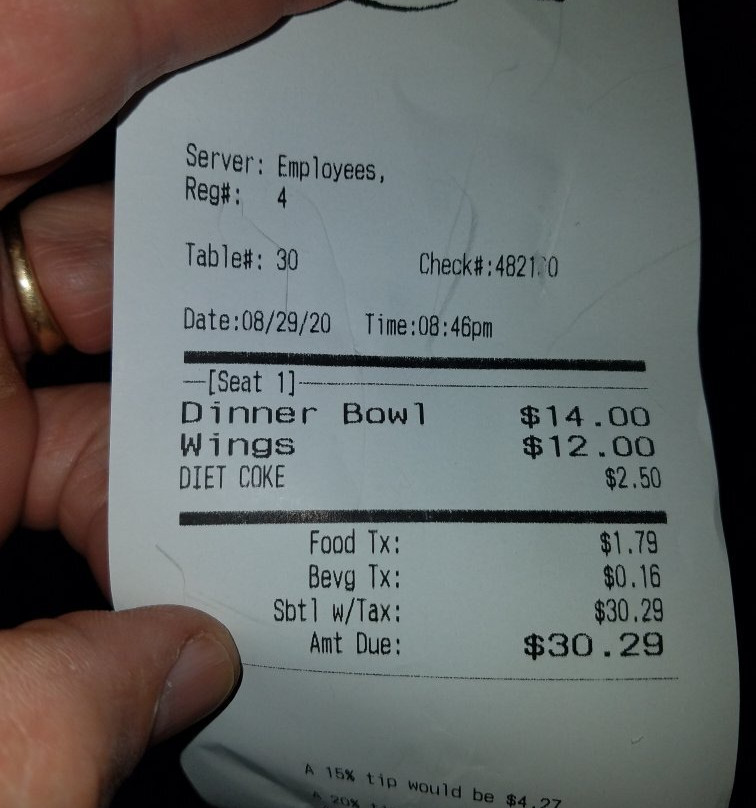 Server: Employees,
Reg#: 4
Table#: 30
Date:08/29/20 Time:08:46pm
—[Seat 1]
Dinner Bowl $14.00
Wings $12.00
DIET COKE $2.50
Food Tx: $1.79
Bevg Tx: $0.16
Sbtl w/Tax: $30.29
Amt Due: $30.29
A 15% tip would be $4.27
A 20%